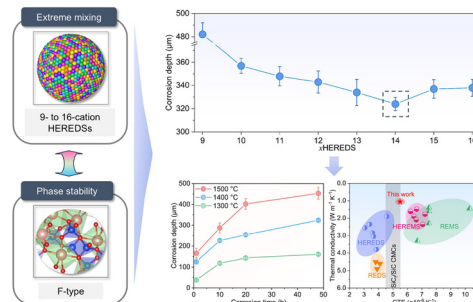 Extreme mixing
9- to 16-cation
HEREDSs
Phase stability
F-type
Corrosion depth (μm)
500
480
360
340
320
300
9
10
11
12
13
14
15
xHEREDS
Corrosion depth (μm)
500
400
300
200
100
0
1500 °C
1400 °C
1300 °C
0
10
20
30
40
50
Corrosion time (h)
Thermal conductivity (W m⁻¹ K⁻¹)
0.0
1.0
2.0
3.0
4.0
5.0
6.0
This work
HEREDS
HEREMS
REMS
REDS
SiC/SiC CMCs
2
3
4
5
6
7
8
9
10